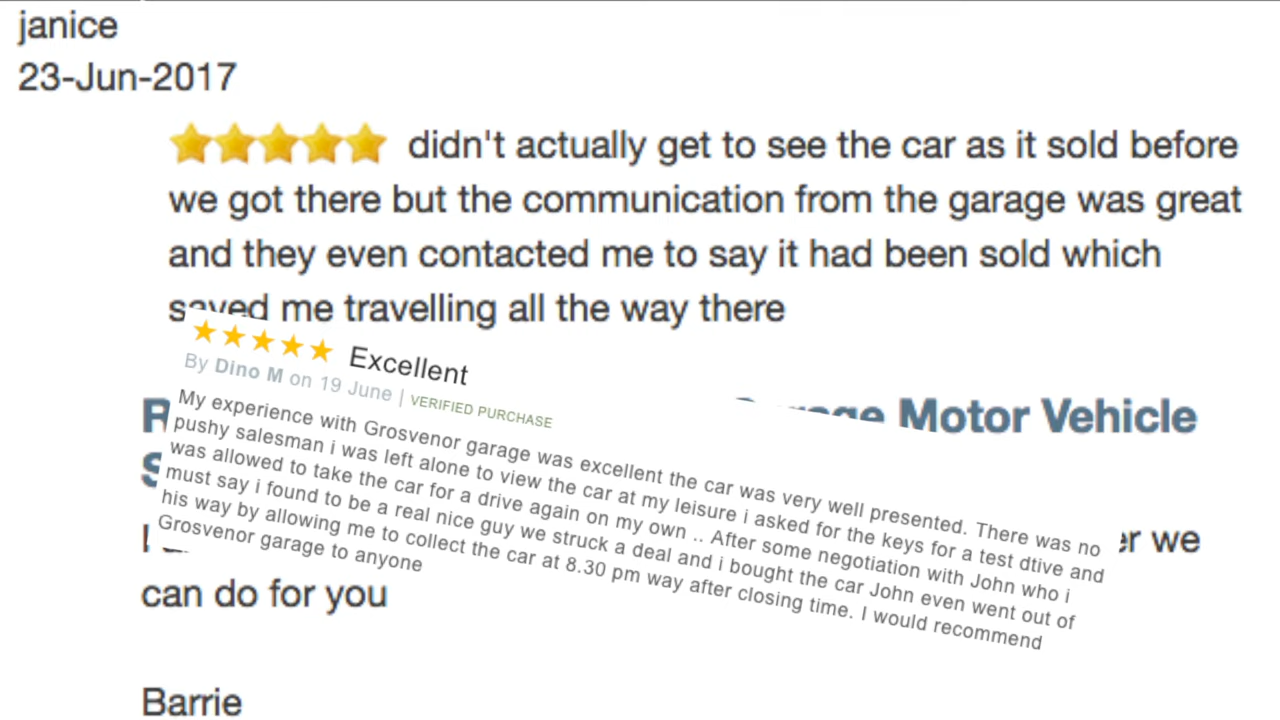 janice
23-Jun-2017
didn't actually get to see the car as it sold before
we got there but the communication from the garage was great
and they even contacted me to say it had been sold which
saved me travelling all the way there
Excellent
By Dino M on 19 June | VERIFIED PURCHASE
My experience with Grosvenor garage was excellent the car was very well presented. There was no
pushy salesman i was left alone to view the car at my leisure i asked for the keys for a test dtive and
was allowed to take the car for a drive again on my own .. After some negotiation with John who i
must say i found to be a real nice guy we struck a deal and i bought the car John even went out of
his way by allowing me to collect the car at 8.30 pm way after closing time. I would recommend
Grosvenor garage to anyone
Motor Vehicle
we
can do for you
Barrie